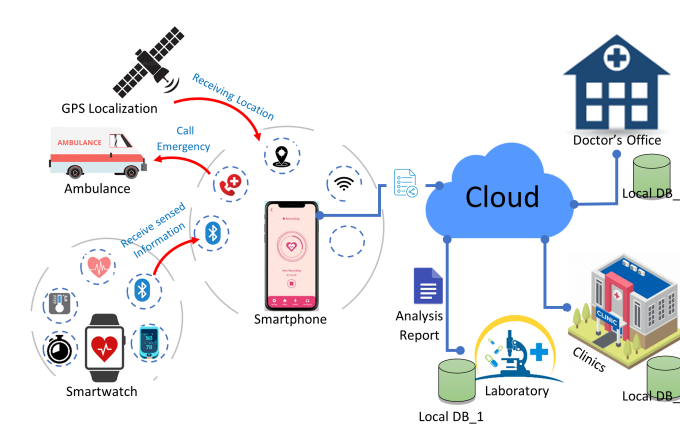 GPS Localization
Receiving Location
AMBULANCE
Call
Emergency
Ambulance
Receive sensed
Information
Smartwatch
Smartphone
Cloud
Doctor's Office
Local DB_
Analysis
Report
CLINIC
Clinics
Laboratory
Local DB_1
Local DB_